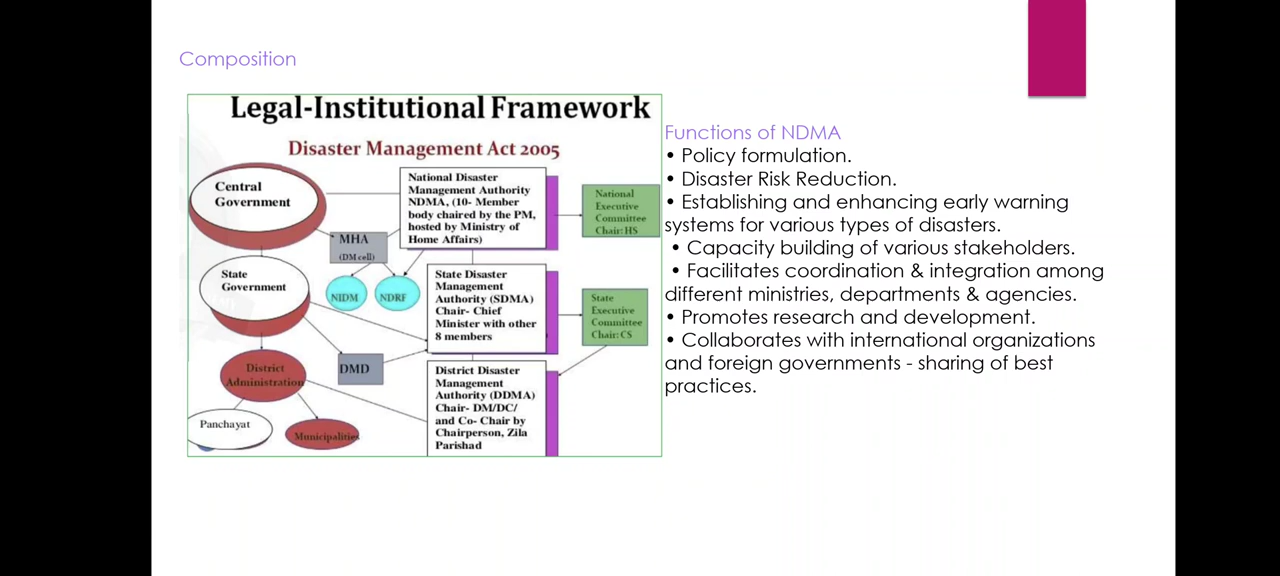 Composition
Legal-Institutional Framework
Disaster Management Act 2005
Central
Government
National Disaster
Management Authority
NDMA, (10- Member
body chaired by the PM,
hosted by Ministry of
Home Affairs)
National
Executive
Committee
Chair: HS
MHA
(DM cell)
NIDM
NDRF
State
Government
State Disaster
Management
Authority (SDMA)
Chair- Chief
Minister with other
8 members
State
Executive
Committee
Chair: CS
DMD
District
Administration
District Disaster
Management
Authority (DDMA)
Chair- DM/DC/
and Co- Chair by
Chairperson, Zila
Parishad
Panchayat
Municipalities
Functions of NDMA
• Policy formulation.
• Disaster Risk Reduction.
• Establishing and enhancing early warning
systems for various types of disasters.
• Capacity building of various stakeholders.
• Facilitates coordination & integration among
different ministries, departments & agencies.
• Promotes research and development.
• Collaborates with international organizations
and foreign governments - sharing of best
practices.